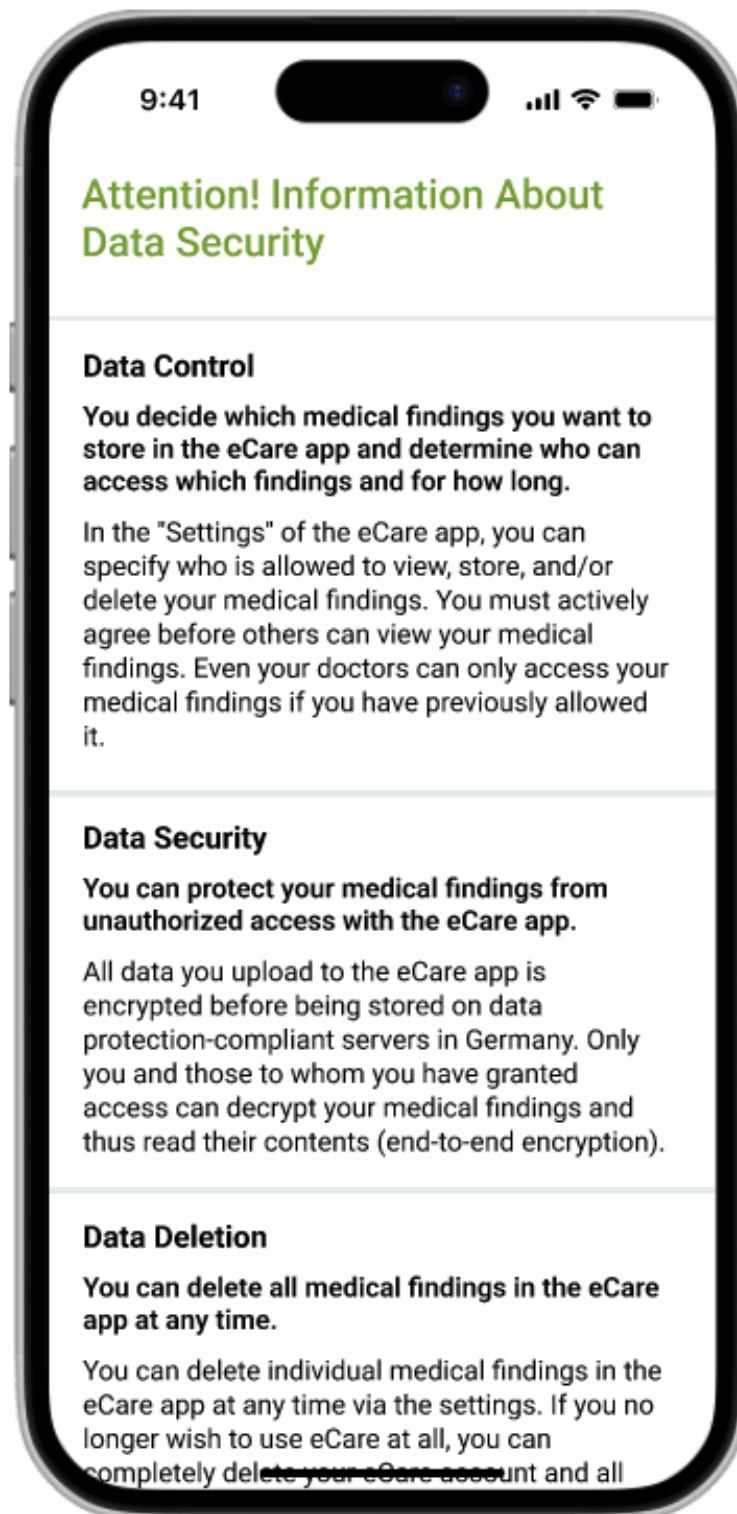 9:41
Attention! Information About
Data Security
Data Control
You decide which medical findings you want to
store in the eCare app and determine who can
access which findings and for how long.
In the "Settings" of the eCare app, you can
specify who is allowed to view, store, and/or
delete your medical findings. You must actively
agree before others can view your medical
findings. Even your doctors can only access your
medical findings if you have previously allowed
it.
Data Security
You can protect your medical findings from
unauthorized access with the eCare app.
All data you upload to the eCare app is
encrypted before being stored on data
protection-compliant servers in Germany. Only
you and those to whom you have granted
access can decrypt your medical findings and
thus read their contents (end-to-end encryption).
Data Deletion
You can delete all medical findings in the eCare
app at any time.
You can delete individual medical findings in the
eCare app at any time via the settings. If you no
longer wish to use eCare at all, you can
completely delete your eCare account and all